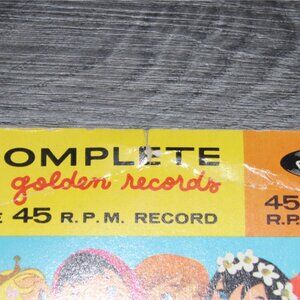 OMPLETE
golden records
45 R.P.M. RECORD
45
R.P.